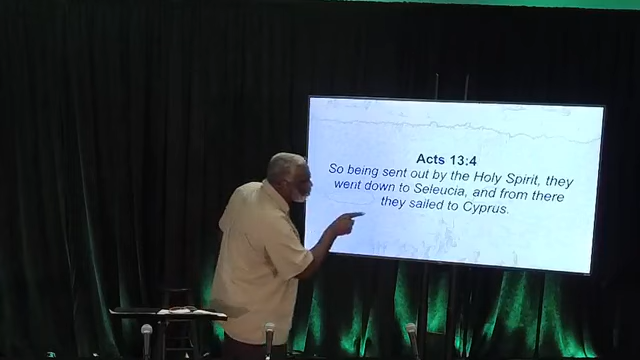 Acts 13:4
So being sent out by the Holy Spirit, they
went down to Seleucia, and from there
they sailed to Cyprus.